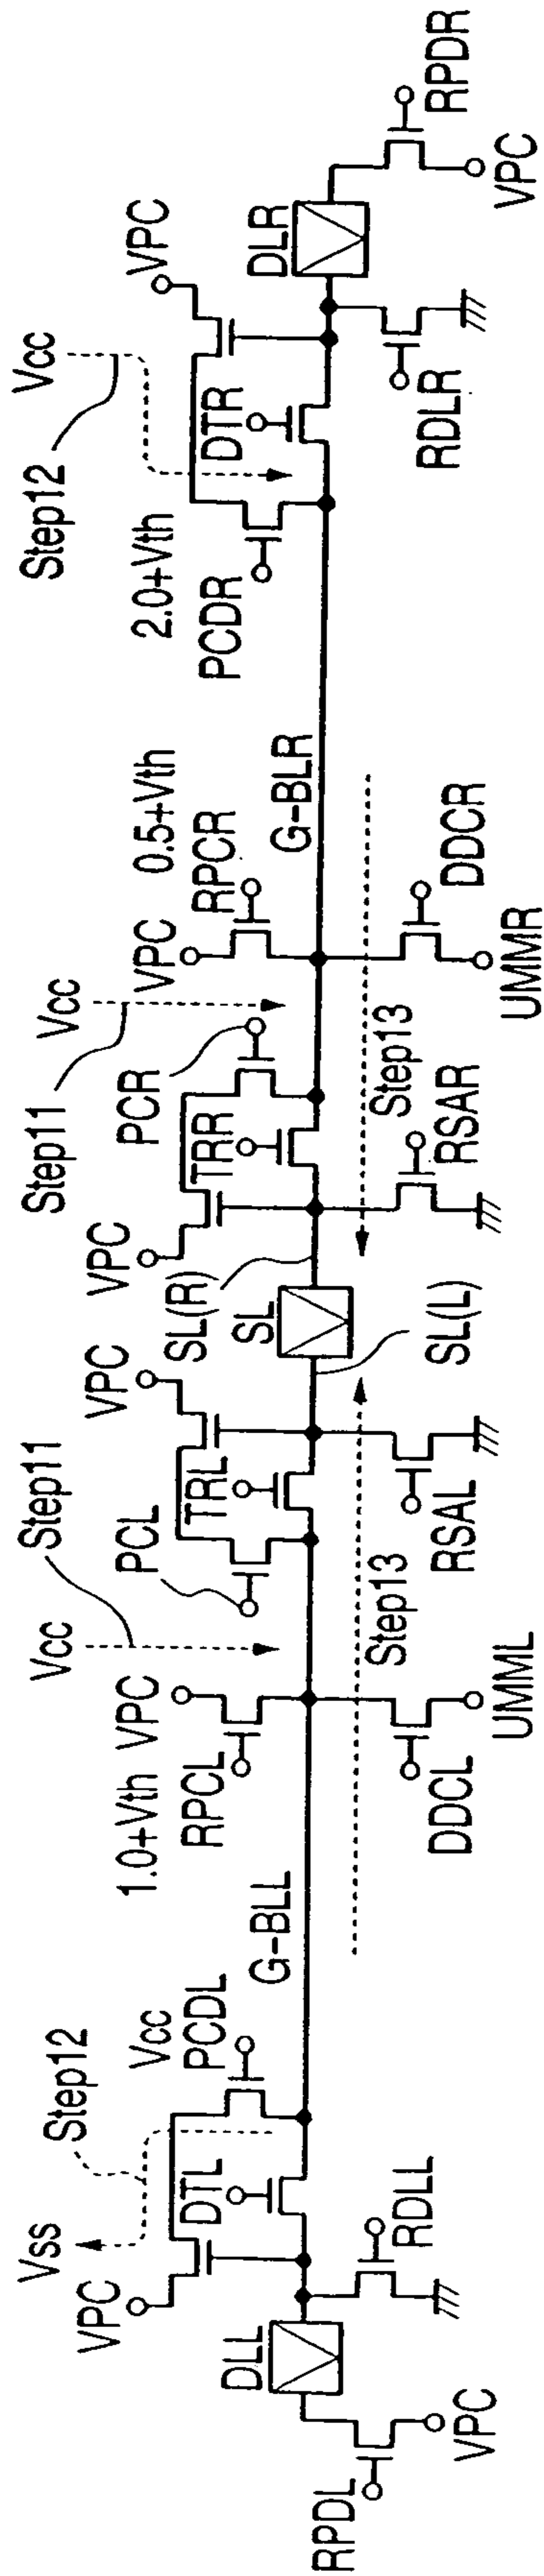 RPDL
VPC
DLL
VPC
Vss
Step12
RDLL
DTL
Vcc
PCDL
G-BLL
1.0+Vth
VPC
RPCL
DDCL
UMML
Vcc
Step11
Step13
PCL
TRL
RSAL
VPC
SL(L)
SL
SL(R)
VPC
RSAR
TRR
PCR
Step11
Vcc
Step13
VPC
0.5+Vth
RPCR
DDCR
UMMR
G-BLR
2.0+Vth
PCDR
DTR
Step12
Vcc
RDLR
VPC
DLR
RPDR
VPC